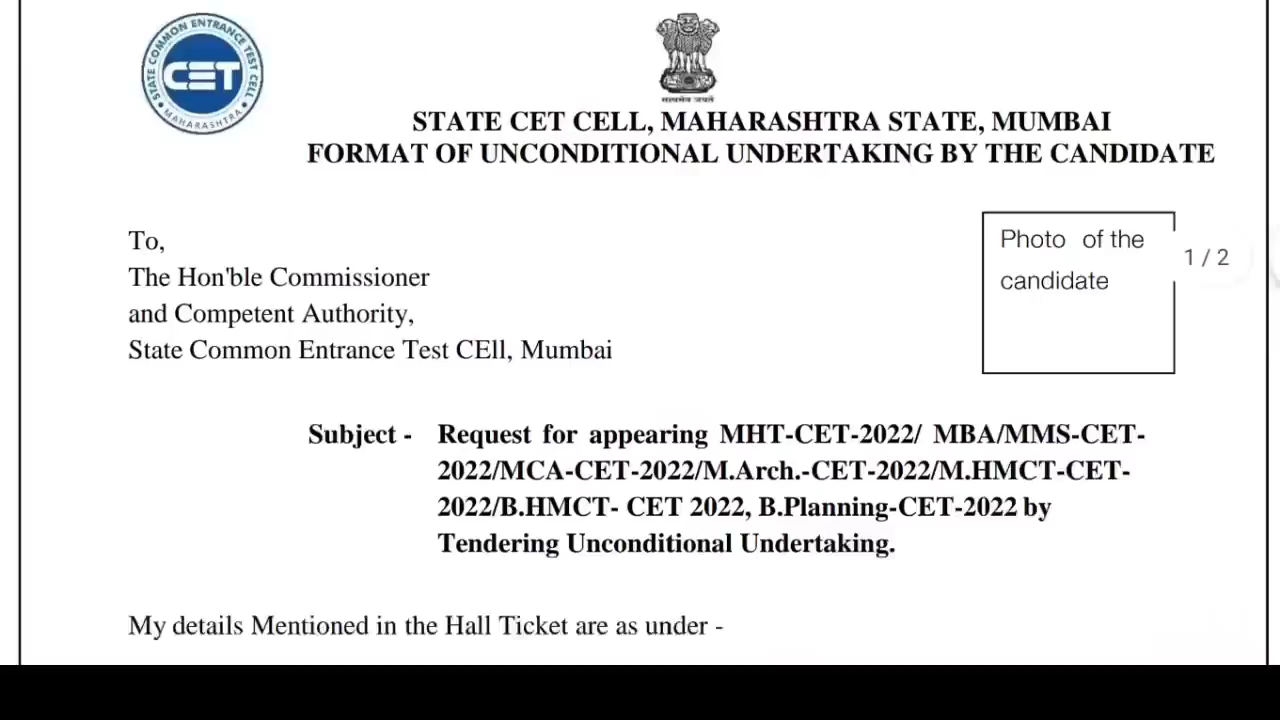 STATE COMMON ENTRANCE TEST CELL
CET
MAHARASHTRA
सत्यमेव जयते
STATE CET CELL, MAHARASHTRA STATE, MUMBAI
FORMAT OF UNCONDITIONAL UNDERTAKING BY THE CANDIDATE
To,
The Hon'ble Commissioner
and Competent Authority,
State Common Entrance Test CEll, Mumbai
Photo of the
candidate
1 / 2
Subject - Request for appearing MHT-CET-2022/ MBA/MMS-CET-
2022/MCA-CET-2022/M.Arch.-CET-2022/M.HMCT-CET-
2022/B.HMCT- CET 2022, B.Planning-CET-2022 by
Tendering Unconditional Undertaking.
My details Mentioned in the Hall Ticket are as under -